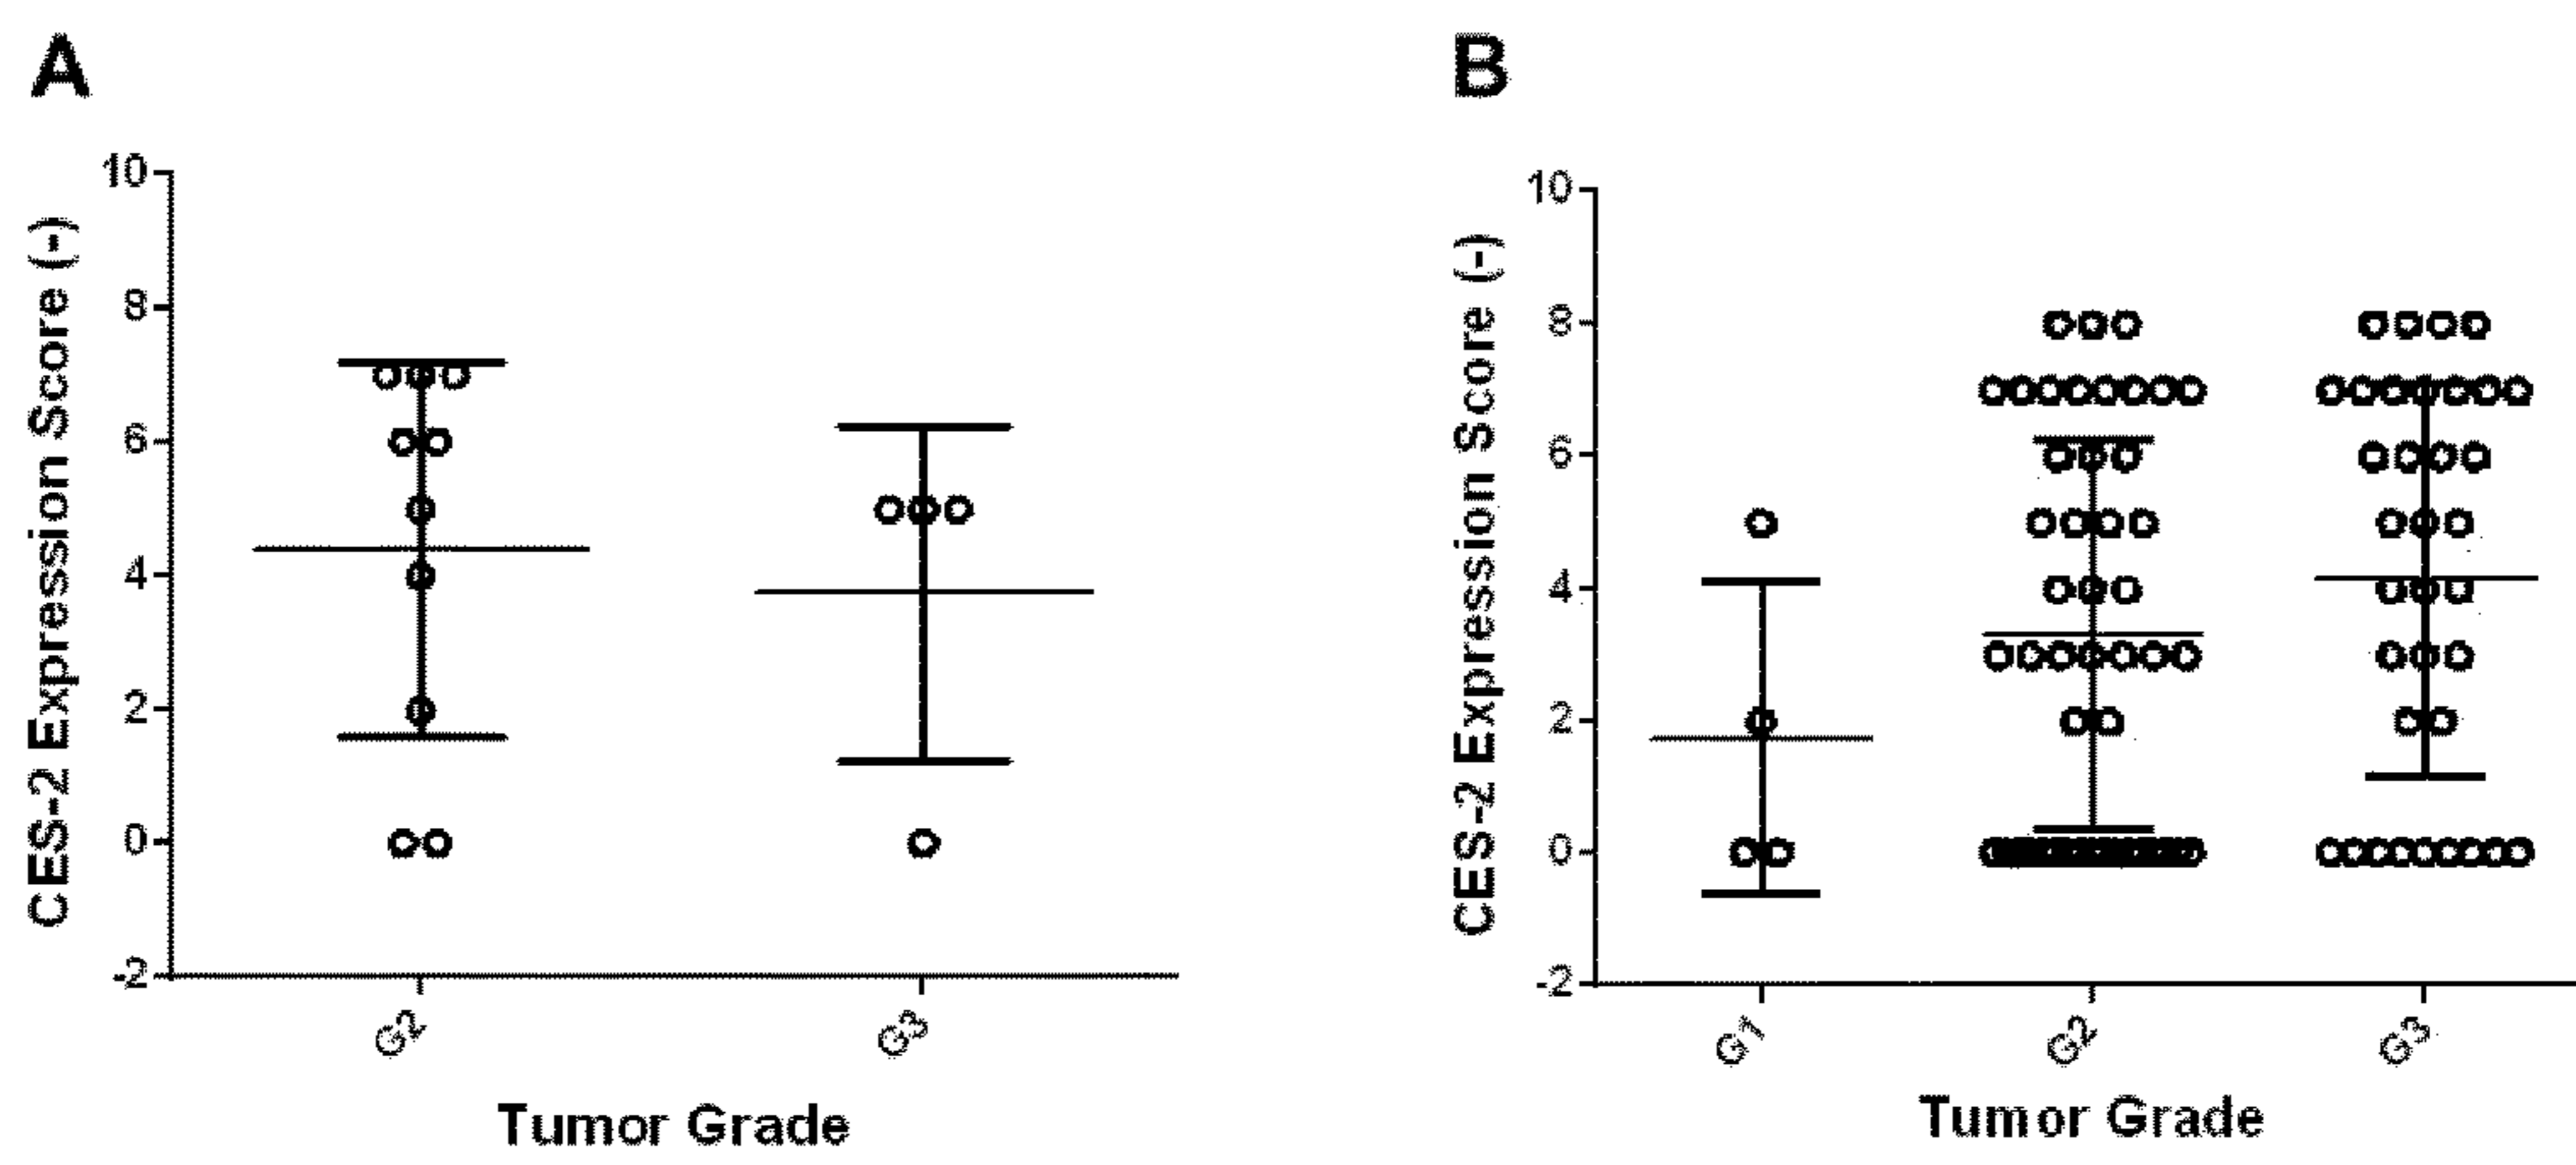 A
CES-2 Expression Score (-)
10
8
6
4
2
0
-2
G2
G3
Tumor Grade
B
CES-2 Expression Score (-)
10
8
6
4
2
0
-2
G1
G2
G3
Tumor Grade